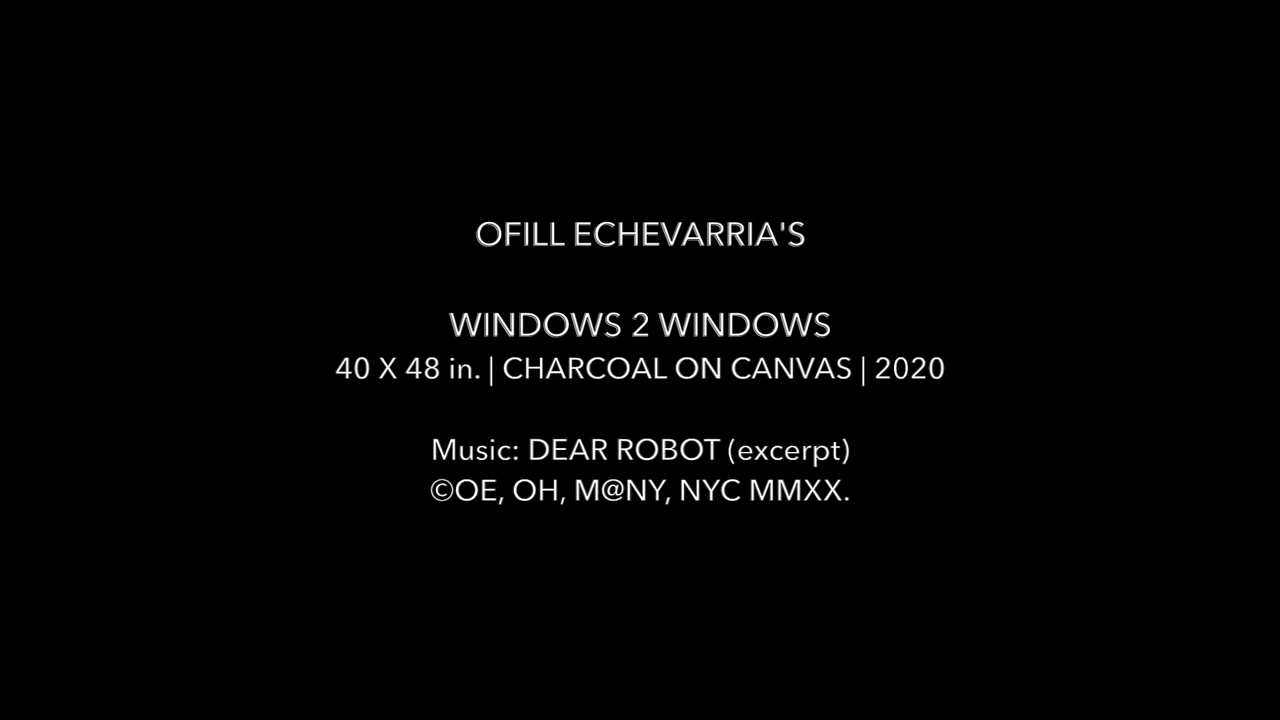 OFILL ECHEVARRIA'S
WINDOWS 2 WINDOWS
40 X 48 in. | CHARCOAL ON CANVAS | 2020
Music: DEAR ROBOT (excerpt)
©OE, OH, M@NY, NYC MMXX.